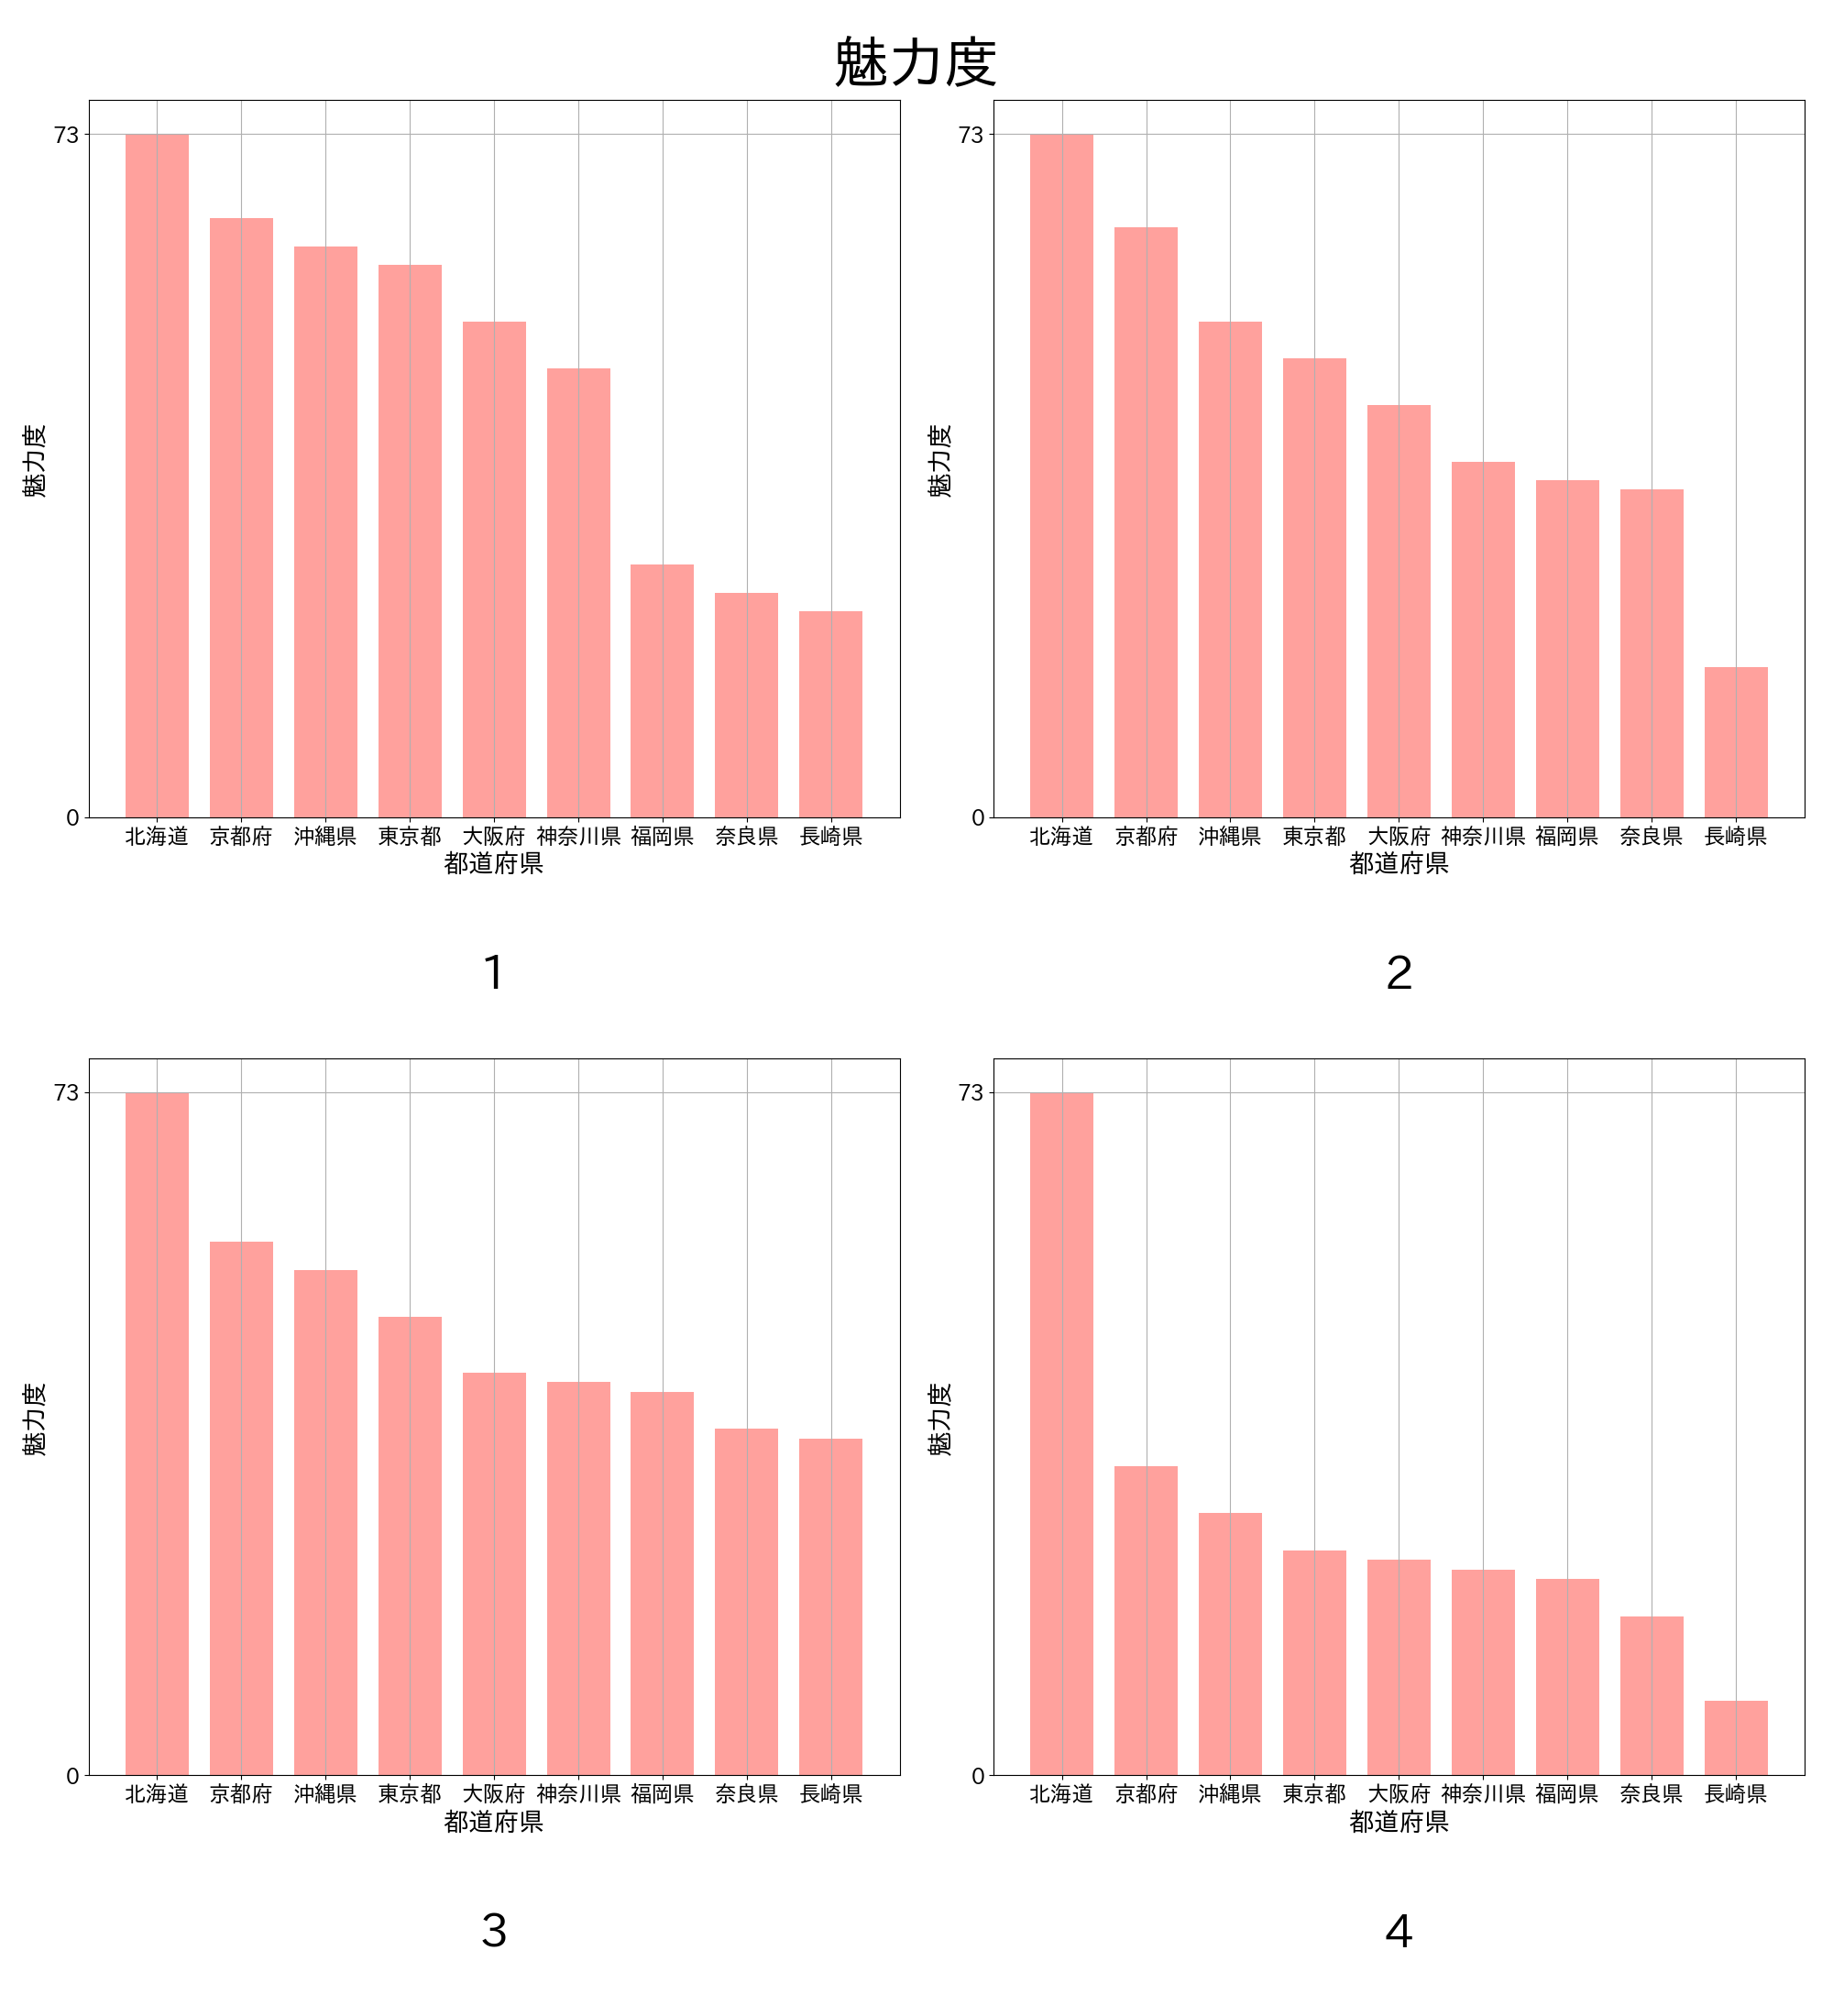 魅力度
73
0
魅力度
北海道 京都府 沖縄県 東京都 大阪府 神奈川県 福岡県 奈良県 長崎県
都道府県
1
73
0
魅力度
北海道 京都府 沖縄県 東京都 大阪府 神奈川県 福岡県 奈良県 長崎県
都道府県
2
73
0
魅力度
北海道 京都府 沖縄県 東京都 大阪府 神奈川県 福岡県 奈良県 長崎県
都道府県
3
73
0
魅力度
北海道 京都府 沖縄県 東京都 大阪府 神奈川県 福岡県 奈良県 長崎県
都道府県
4